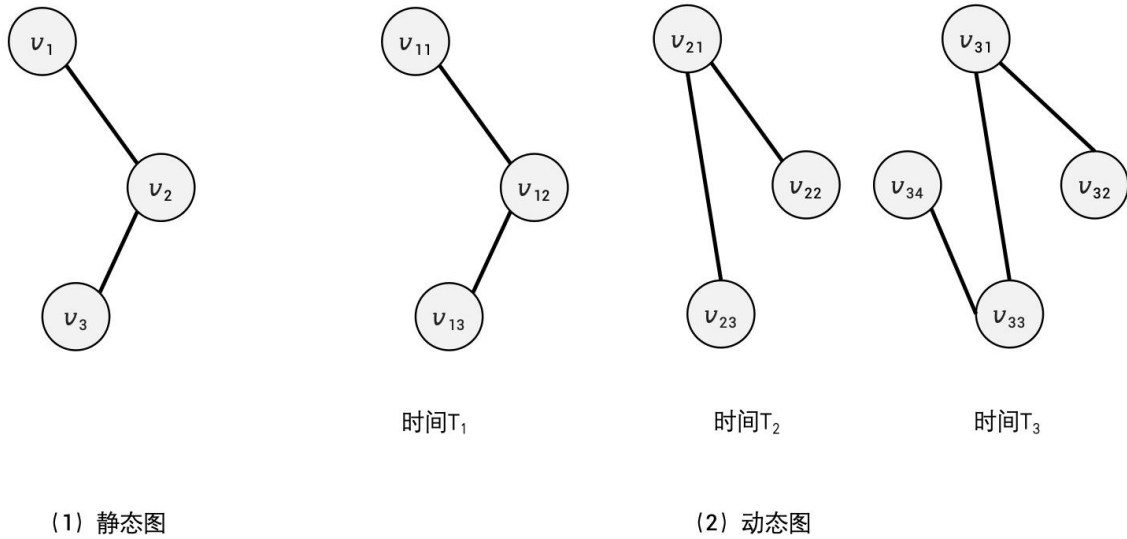 v₁
v₂
v₃
v₁₁
v₁₂
v₁₃
v₂₁
v₂₂
v₂₃
v₃₁
v₃₄
v₃₂
v₃₃
时间T₁
时间T₂
时间T₃
(1) 静态图
(2) 动态图